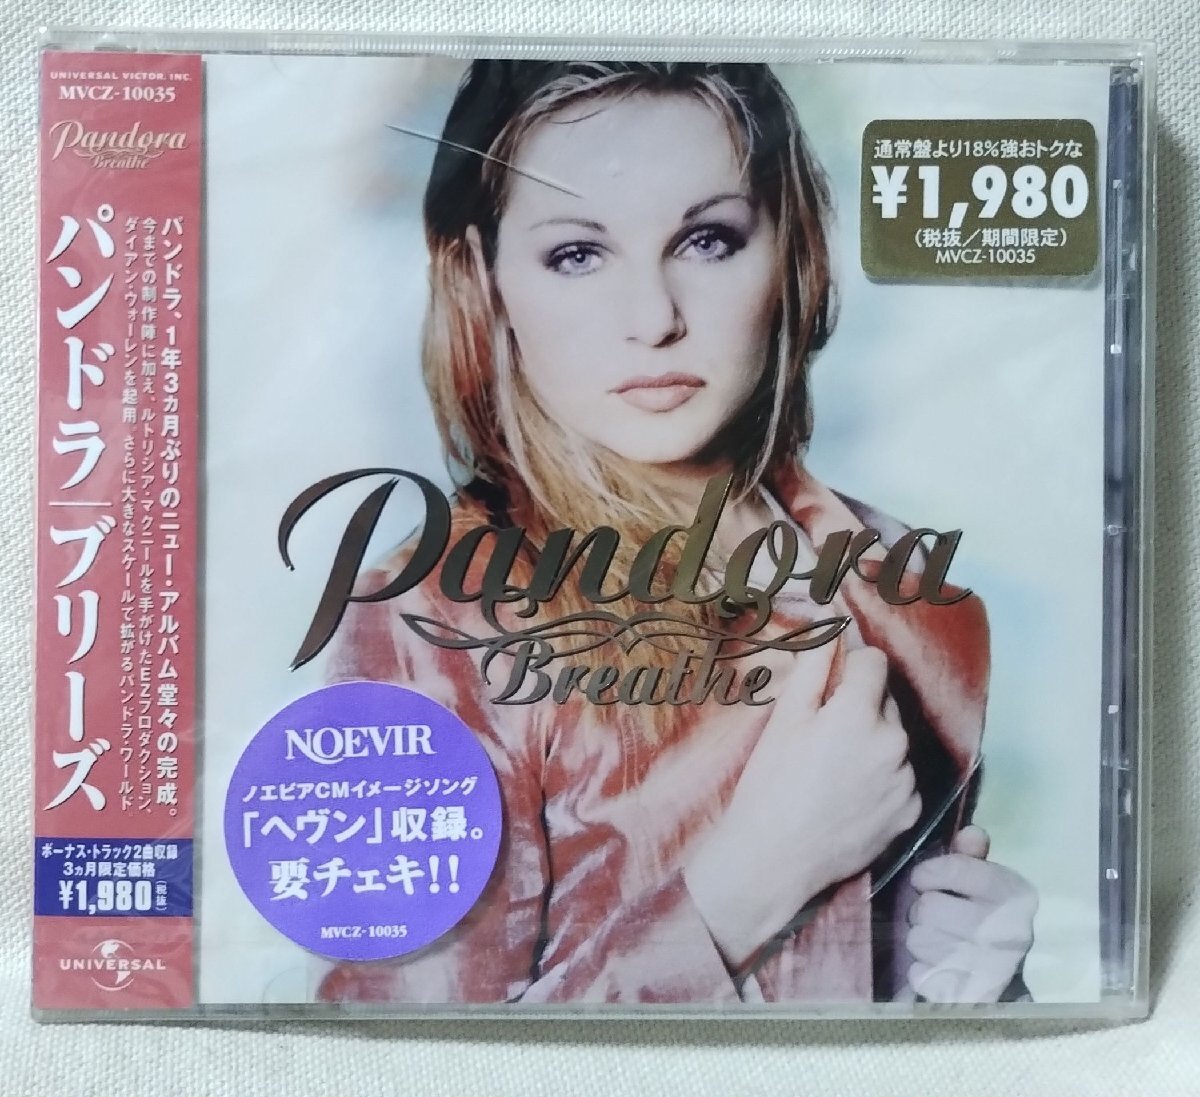 UNIVERSAL VICTOR, INC.
MVCZ-10035
Pandora
Breathe
パンドラ｜ブリーズ
パンドラ、1年3カ月ぶりのニュー・アルバム堂々の完成。
今までの制作陣に加え、ルトリシア・マクニールを手がけたEZプロダクション、
ダイアン・ウォーレンを起用。さらに大きなスケールで拡がるパンドラ・ワールド。
ボーナス・トラック2曲収録
3ヵ月限定価格
¥1,980(税抜)
UNIVERSAL
通常盤より18%強おトクな
¥1,980
(税抜／期間限定)
MVCZ-10035
Pandora
Breathe
NOEVIR
ノエビアCMイメージソング
「ヘヴン」収録。
要チェキ!!
MVCZ-10035